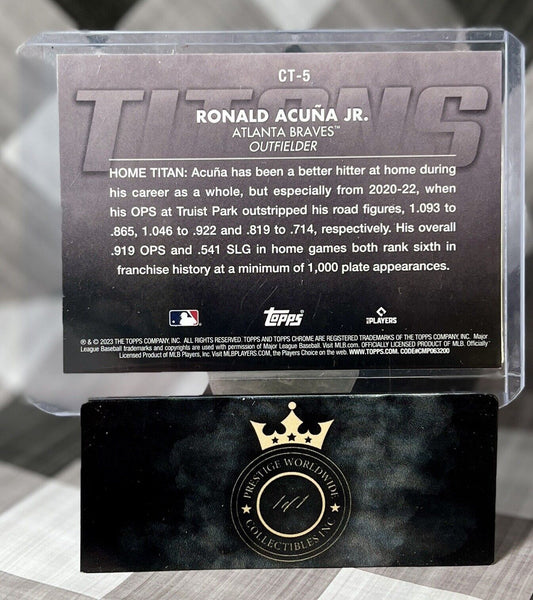 CT-5
TITANS
RONALD ACUÑA JR.
ATLANTA BRAVES™
OUTFIELDER
HOME TITAN: Acuña has been a better hitter at home during
his career as a whole, but especially from 2020-22, when
his OPS at Truist Park outstripped his road figures, 1.093 to
.865, 1.046 to .922 and .819 to .714, respectively. His overall
.919 OPS and .541 SLG in home games both rank sixth in
franchise history at a minimum of 1,000 plate appearances.
topps
PLAYERS
® & © 2023 THE TOPPS COMPANY, INC. ALL RIGHTS RESERVED. TOPPS AND TOPPS CHROME ARE REGISTERED TRADEMARKS OF THE TOPPS COMPANY, INC. Major
League Baseball trademarks and copyrights are used with permission of Major League Baseball. Visit MLB.com. OFFICIALLY LICENSED PRODUCT OF MLB. Officially
Licensed Product of MLB Players, Inc. Visit MLBPLAYERS.COM, the Players Choice on the web. WWW.TOPPS.COM. CODE#CMP063200
PRESTIGE WORLDWIDE
1of1
COLLECTIBLES INC